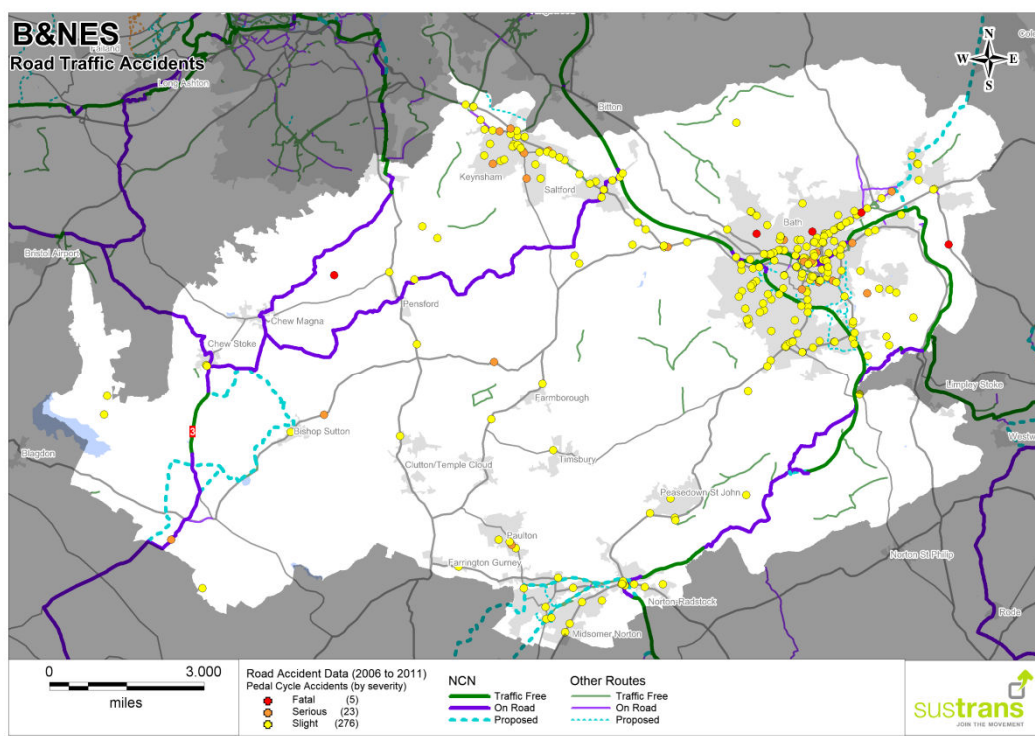 B&NES
Road Traffic Accidents
Failand
Long Ashton
Bitton
N
W E
S
Keynsham
Saltford
Bath
Bristol Airport
Pensford
Chew Magna
Chew Stoke
Limpley Stoke
Farmborough
3
Bishop Sutton
Blagdon
Clutton/Temple Cloud
Timsbury
Peasedown St John
Paulton
Farrington Gurney
Norton St Philip
Norton-Radstock
Rode
Midsomer Norton
0 3.000
miles
Road Accident Data (2006 to 2011)
Pedal Cycle Accidents (by severity)
Fatal (5)
Serious (23)
Slight (276)
NCN
Traffic Free
On Road
Proposed
Other Routes
Traffic Free
On Road
Proposed
sustrans
JOIN THE MOVEMENT